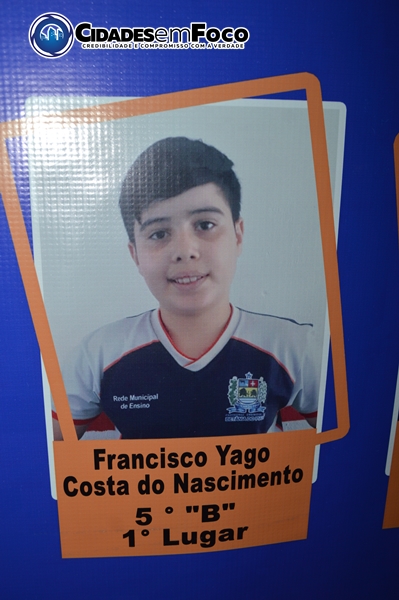 CIDADESEMFOCO
CREDIBILIDADE E COMPROMISSO COM A VERDADE
Rede Municipal
de Ensino
Francisco Yago
Costa do Nascimento
5 ° "B"
1° Lugar